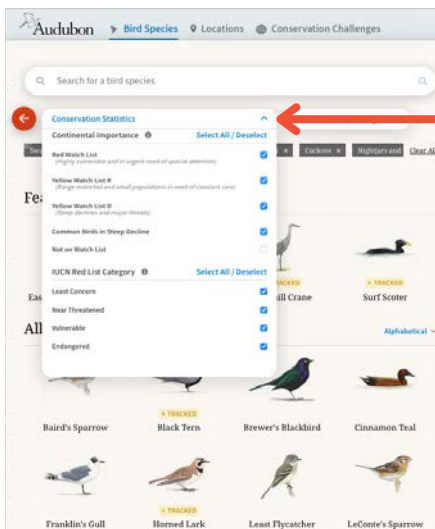 Audubon Bird Species Locations Conservation Challenges
Search for a bird species
Conservation Statistics
Continental Importance Select All / Deselect
Red Watch List
(Highly vulnerable and in urgent need of special attention)
Cuckoos × Nightjars and Clear Al
Yellow Watch List R
(Range restricted and small populations in need of constant care)
Fea
Yellow Watch List D
(Steep declines and major threats)
Common Birds in Steep Decline
Not on Watch List
IUCN Red List Category Select All / Deselect
+ TRACKED
Least Concern
Eas ill Crane Surf Scoter
Near Threatened
Vulnerable
All Alphabetical
Endangered
+ TRACKED
Baird's Sparrow Black Tern Brewer's Blackbird Cinnamon Teal
+ TRACKED
Franklin's Gull Horned Lark Least Flycatcher LeConte's Sparrow